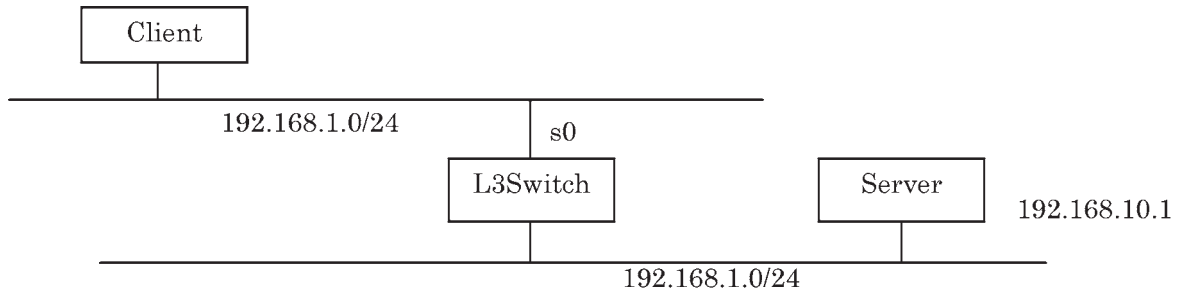 Client
192.168.1.0/24
s0
L3Switch
Server
192.168.10.1
192.168.1.0/24